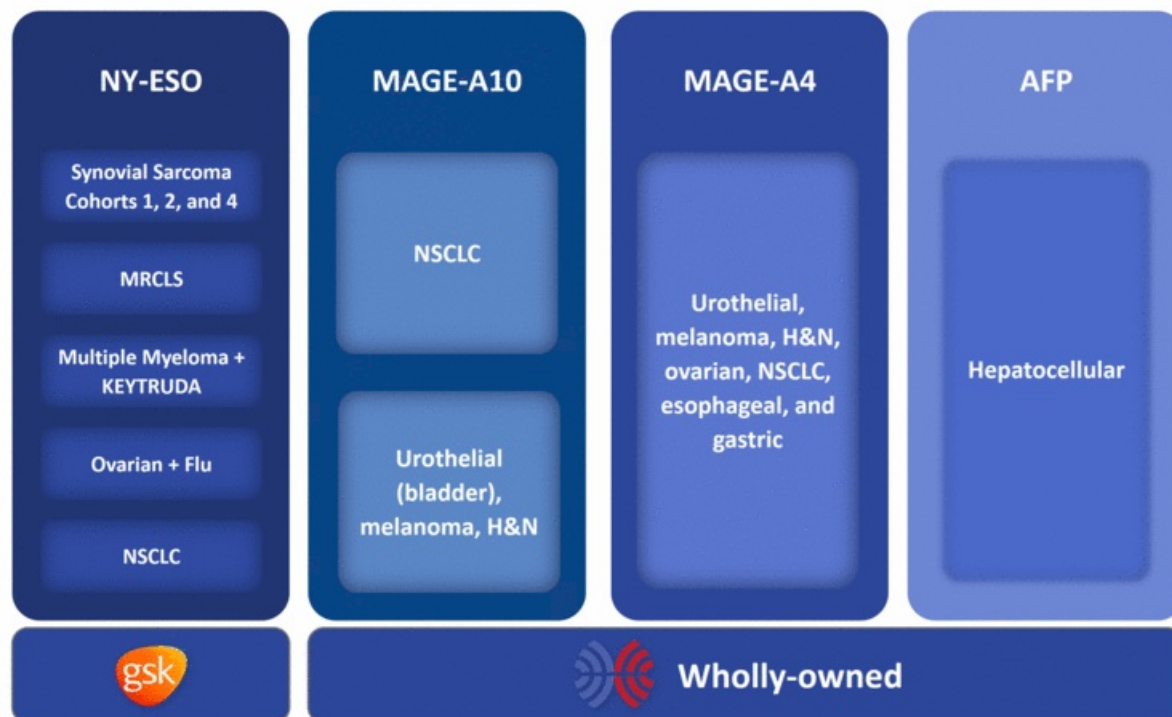 NY-ESO
Synovial Sarcoma
Cohorts 1, 2, and 4
MRCLS
Multiple Myeloma +
KEYTRUDA
Ovarian + Flu
NSCLC
MAGE-A10
NSCLC
Urothelial
(bladder),
melanoma, H&N
MAGE-A4
Urothelial,
melanoma, H&N,
ovarian, NSCLC,
esophageal, and
gastric
AFP
Hepatocellular
gsk
Wholly-owned